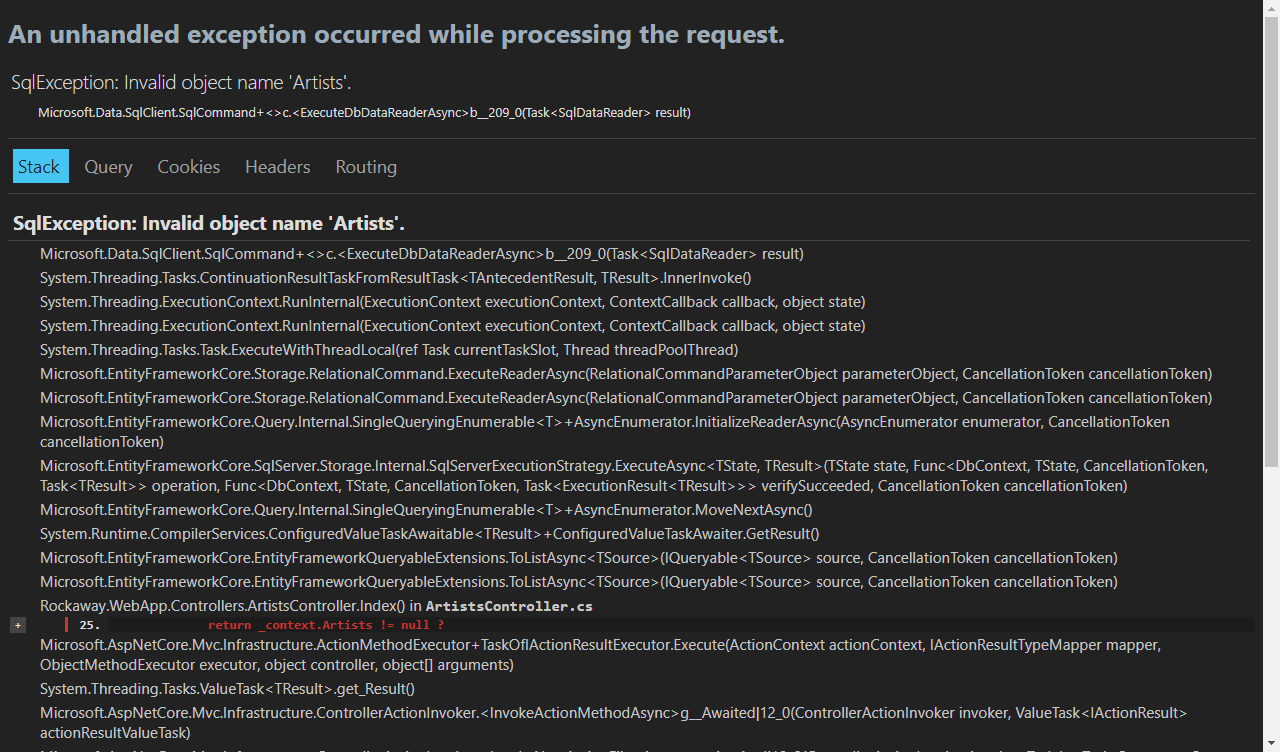 An unhandled exception occurred while processing the request.
SqlException: Invalid object name 'Artists'.
Microsoft.Data.SqlClient.SqlCommand+<>c.<ExecuteDbDataReaderAsync>b__209_0(Task<SqlDataReader> result)
Stack Query Cookies Headers Routing
SqlException: Invalid object name 'Artists'.
Microsoft.Data.SqlClient.SqlCommand+<>c.<ExecuteDbDataReaderAsync>b__209_0(Task<SqlDataReader> result)
System.Threading.Tasks.ContinuationResultTaskFromResultTask<TAntecedentResult, TResult>.InnerInvoke()
System.Threading.ExecutionContext.RunInternal(ExecutionContext executionContext, ContextCallback callback, object state)
System.Threading.ExecutionContext.RunInternal(ExecutionContext executionContext, ContextCallback callback, object state)
System.Threading.Tasks.Task.ExecuteWithThreadLocal(ref Task currentTaskSlot, Thread threadPoolThread)
Microsoft.EntityFrameworkCore.Storage.RelationalCommand.ExecuteReaderAsync(RelationalCommandParameterObject parameterObject, CancellationToken cancellationToken)
Microsoft.EntityFrameworkCore.Storage.RelationalCommand.ExecuteReaderAsync(RelationalCommandParameterObject parameterObject, CancellationToken cancellationToken)
Microsoft.EntityFrameworkCore.Query.Internal.SingleQueryingEnumerable<T>+AsyncEnumerator.InitializeReaderAsync(AsyncEnumerator enumerator, CancellationToken
cancellationToken)
Microsoft.EntityFrameworkCore.SqlServer.Storage.Internal.SqlServerExecutionStrategy.ExecuteAsync<TState, TResult>(TState state, Func<DbContext, TState, CancellationToken,
Task<TResult>> operation, Func<DbContext, TState, CancellationToken, Task<ExecutionResult<TResult>>> verifySucceeded, CancellationToken cancellationToken)
Microsoft.EntityFrameworkCore.Query.Internal.SingleQueryingEnumerable<T>+AsyncEnumerator.MoveNextAsync()
System.Runtime.CompilerServices.ConfiguredValueTaskAwaitable<TResult>+ConfiguredValueTaskAwaiter.GetResult()
Microsoft.EntityFrameworkCore.EntityFrameworkQueryableExtensions.ToListAsync<TSource>(IQueryable<TSource> source, CancellationToken cancellationToken)
Microsoft.EntityFrameworkCore.EntityFrameworkQueryableExtensions.ToListAsync<TSource>(IQueryable<TSource> source, CancellationToken cancellationToken)
Rockaway.WebApp.Controllers.ArtistsController.Index() in ArtistsController.cs
+ 25. return _context.Artists != null ?
Microsoft.AspNetCore.Mvc.Infrastructure.ActionMethodExecutor+TaskOfIActionResultExecutor.Execute(ActionContext actionContext, IActionResultTypeMapper mapper,
ObjectMethodExecutor executor, object controller, object[] arguments)
System.Threading.Tasks.ValueTask<TResult>.get_Result()
Microsoft.AspNetCore.Mvc.Infrastructure.ControllerActionInvoker.<InvokeActionMethodAsync>g__Awaited|12_0(ControllerActionInvoker invoker, ValueTask<IActionResult>
actionResultValueTask)